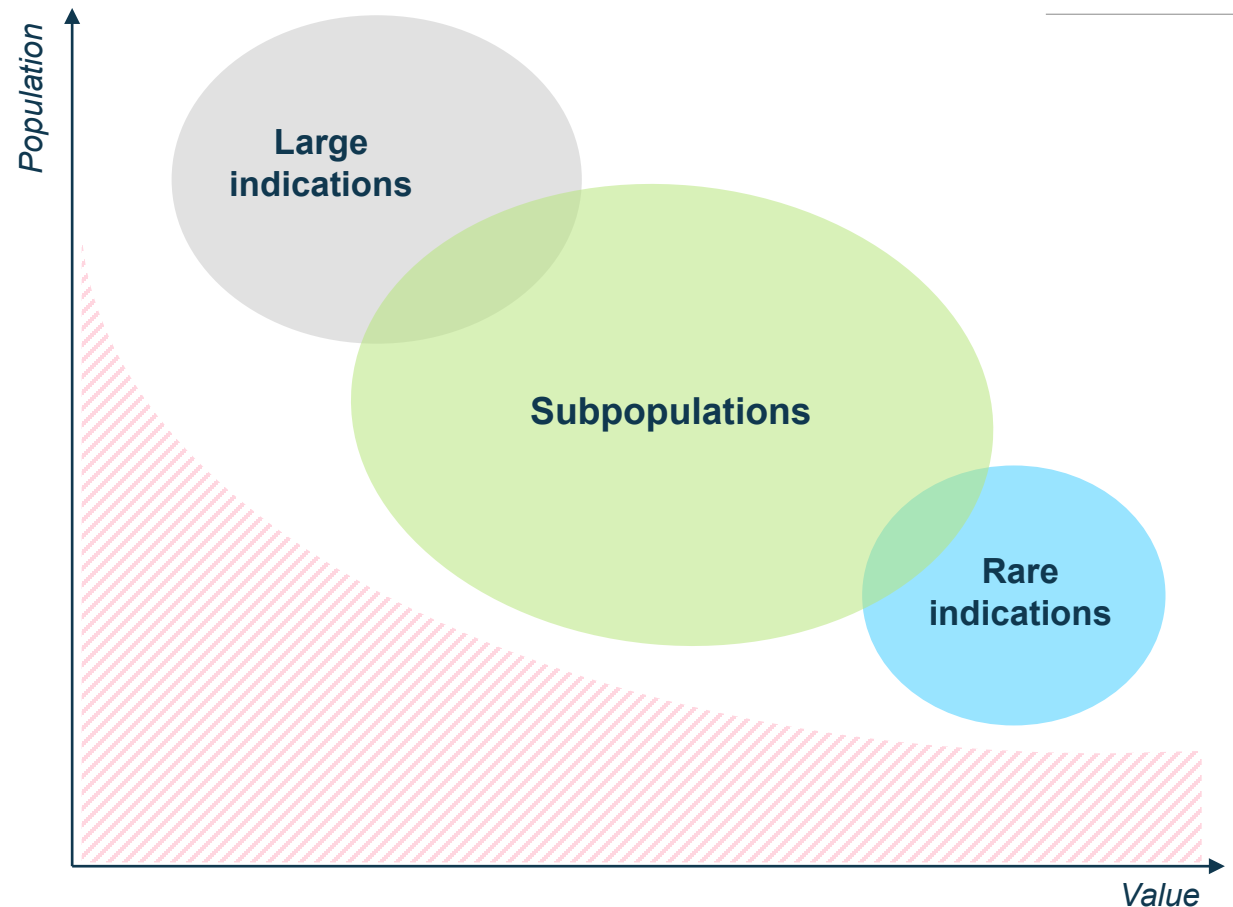 Population
Large
indications
Subpopulations
Rare
indications
Value